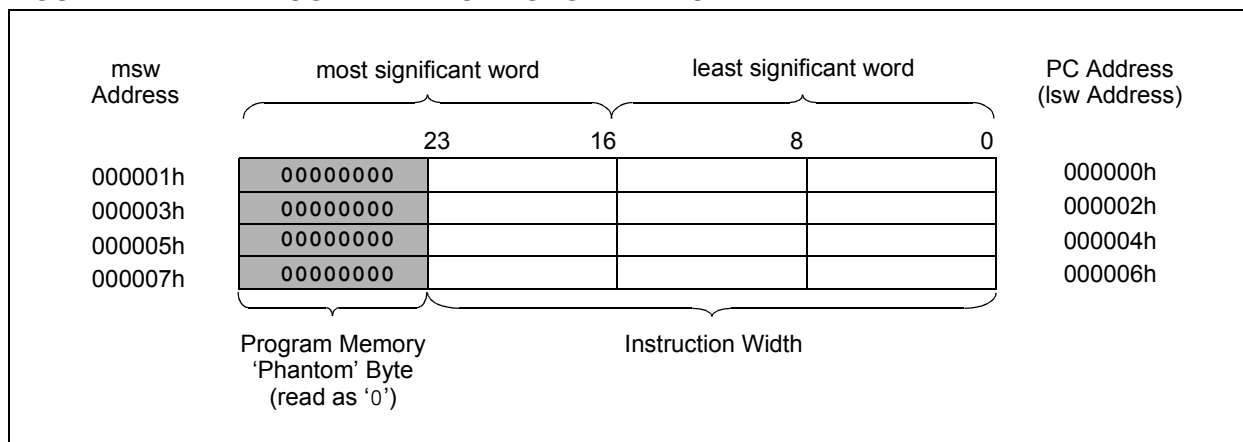 msw
Address
most significant word
least significant word
PC Address
(lsw Address)
23 16 8 0
000001h 00000000 000000h
000003h 00000000 000002h
000005h 00000000 000004h
000007h 00000000 000006h
Program Memory
‘Phantom’ Byte
(read as ‘0’)
Instruction Width